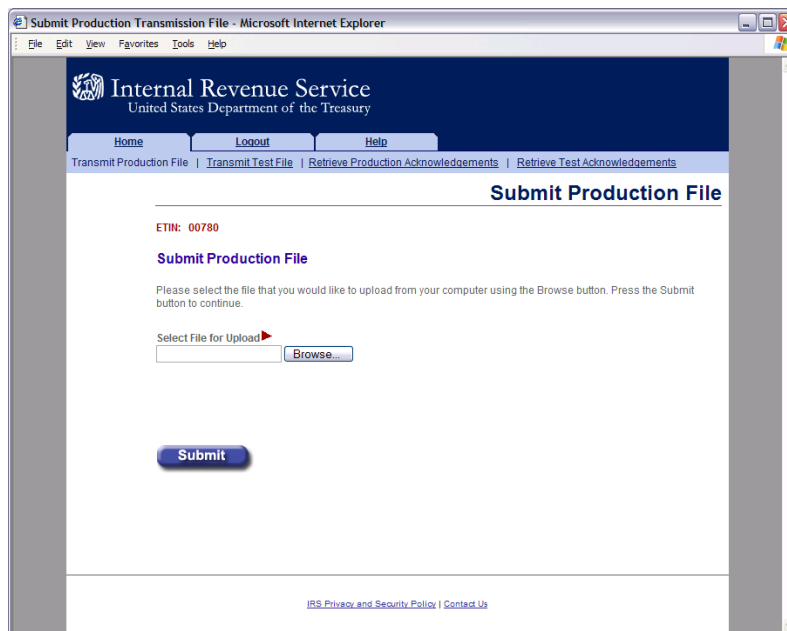 Submit Production Transmission File - Microsoft Internet Explorer
File Edit View Favorites Tools Help
Internal Revenue Service
United States Department of the Treasury
Home Logout Help
Transmit Production File | Transmit Test File | Retrieve Production Acknowledgements | Retrieve Test Acknowledgements
Submit Production File
ETIN: 00780
Submit Production File
Please select the file that you would like to upload from your computer using the Browse button. Press the Submit
button to continue.
Select File for Upload
Browse...
Submit
IRS Privacy and Security Policy | Contact Us